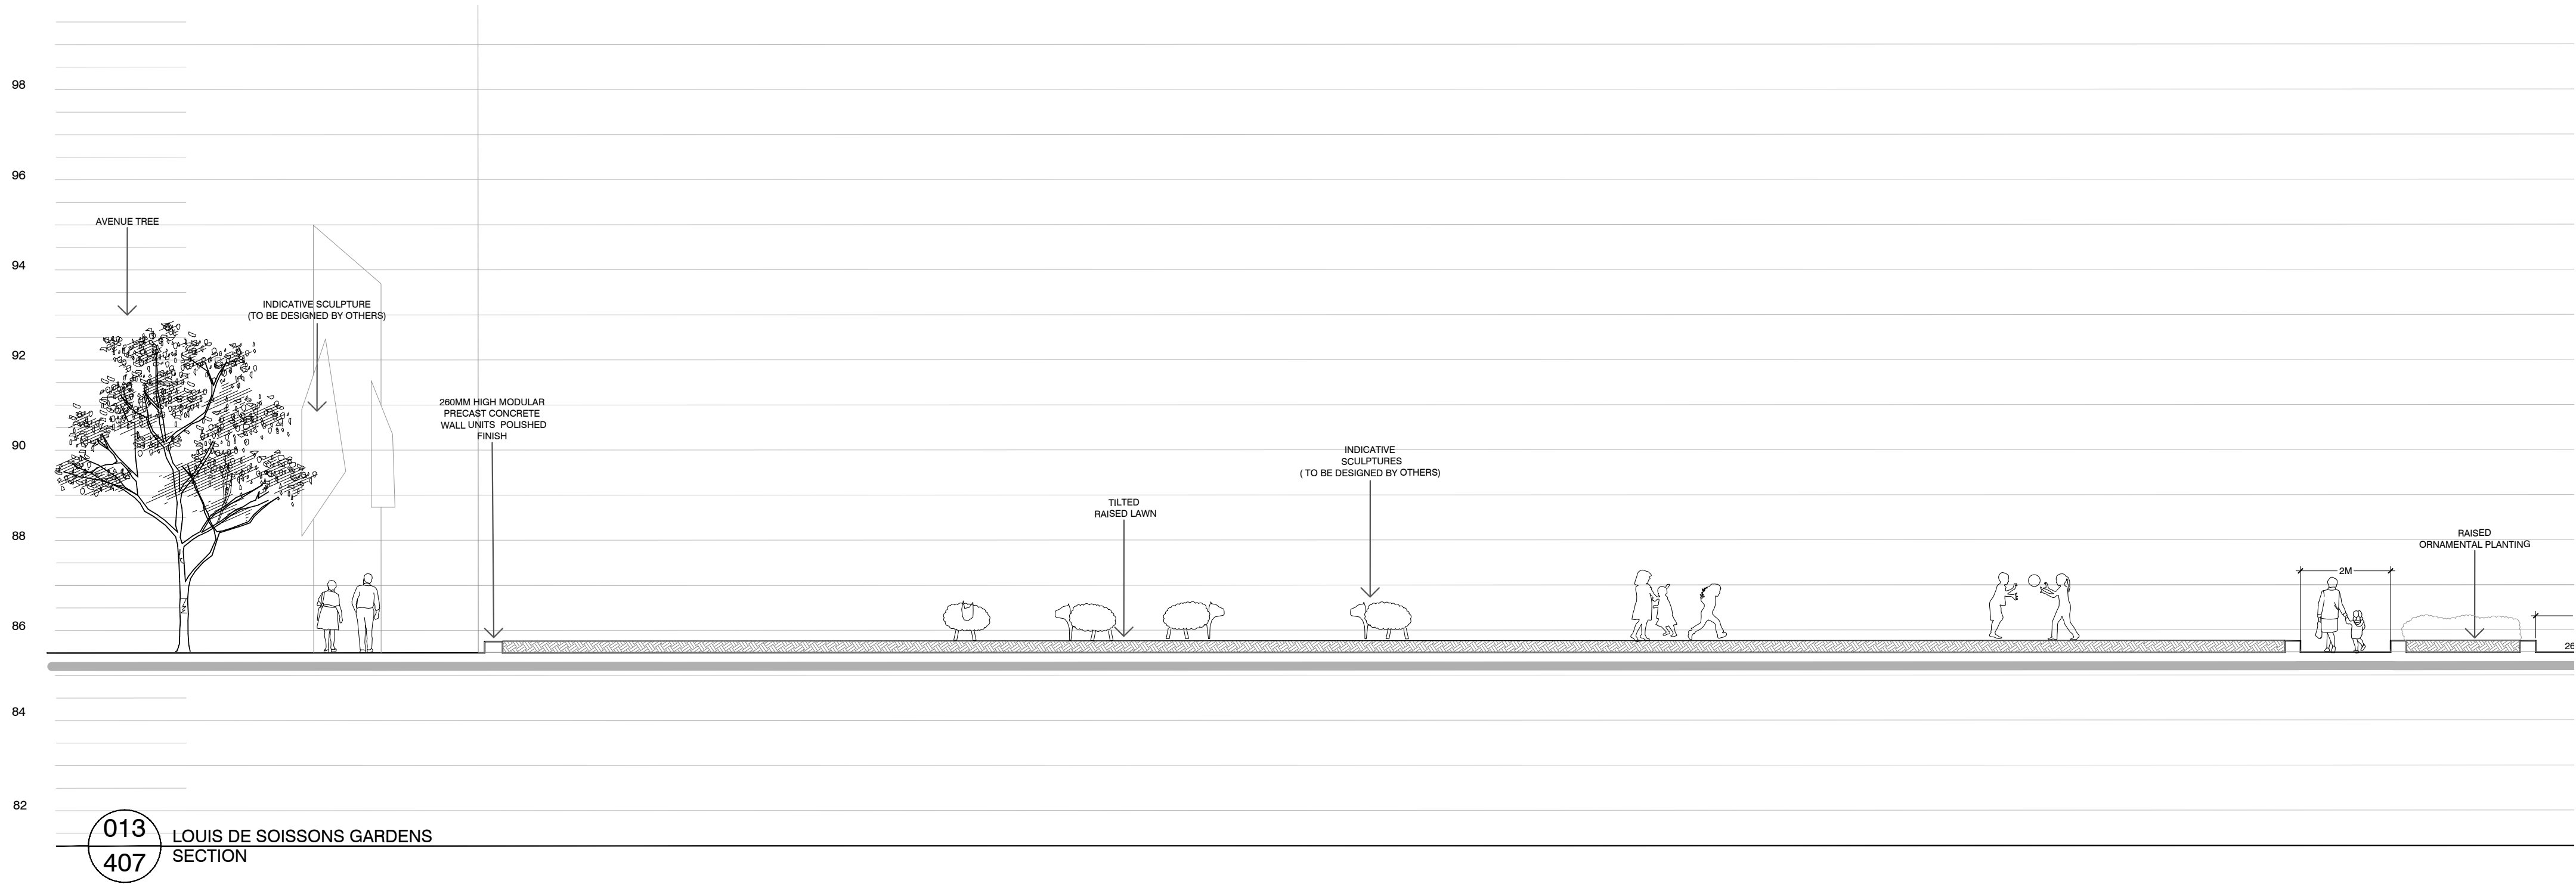 98
96
AVENUE TREE
94
INDICATIVE SCULPTURE
(TO BE DESIGNED BY OTHERS)
92
260MM HIGH MODULAR
PRECAST CONCRETE
WALL UNITS POLISHED
FINISH
90
INDICATIVE
SCULPTURES
( TO BE DESIGNED BY OTHERS)
TILTED
RAISED LAWN
88
RAISED
ORNAMENTAL PLANTING
2M
86
26
84
82
013
407
LOUIS DE SOISSONS GARDENS
SECTION